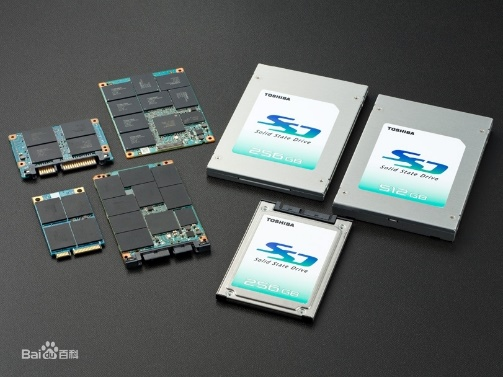 TOSHIBA
SSD
Solid State Drive
256GB
TOSHIBA
SSD
Solid State Drive
512GB
TOSHIBA
SSD
Solid State Drive
256GB
Bai百科